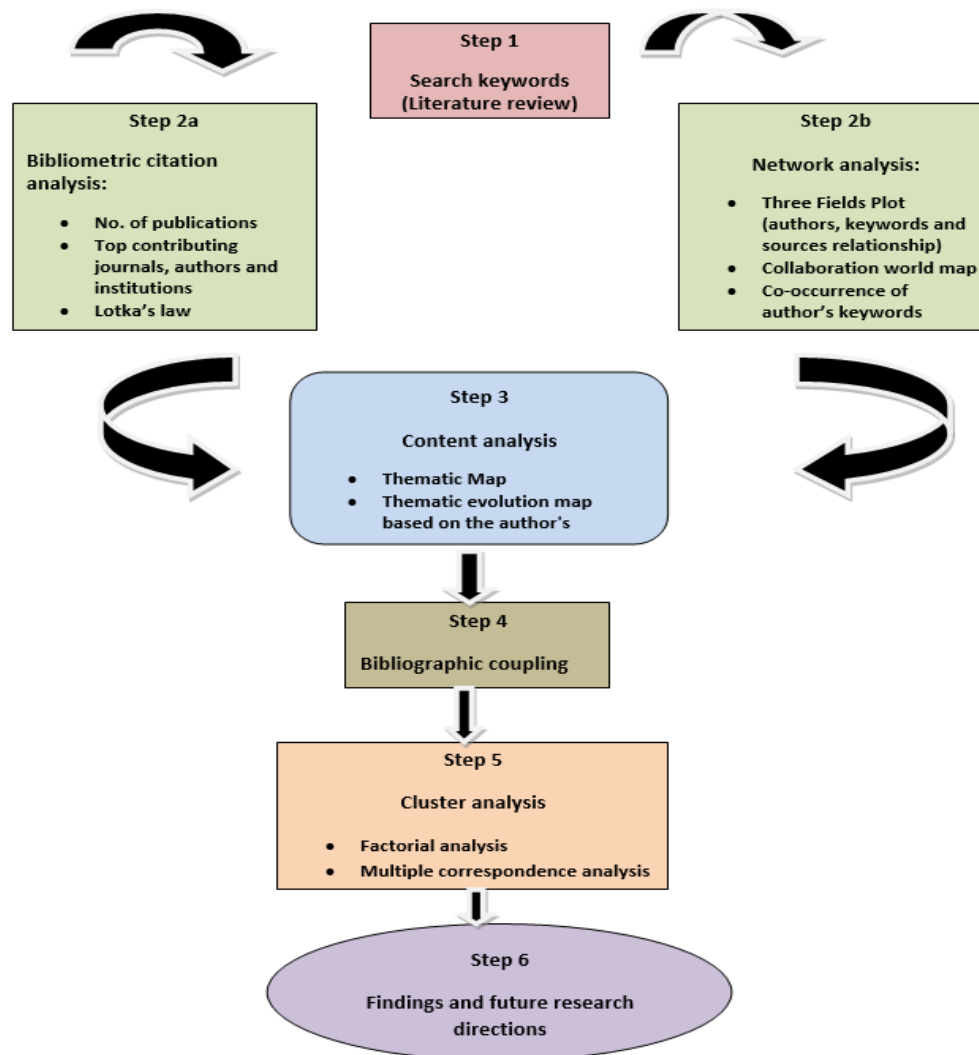 Step 1
Search keywords
(Literature review)
Step 2a
Bibliometric citation
analysis:
• No. of publications
• Top contributing
journals, authors and
institutions
• Lotka's law
Step 2b
Network analysis:
• Three Fields Plot
(authors, keywords and
sources relationship)
• Collaboration world map
• Co-occurrence of
author's keywords
Step 3
Content analysis
• Thematic Map
• Thematic evolution map
based on the author's
Step 4
Bibliographic coupling
Step 5
Cluster analysis
• Factorial analysis
• Multiple correspondence analysis
Step 6
Findings and future research
directions